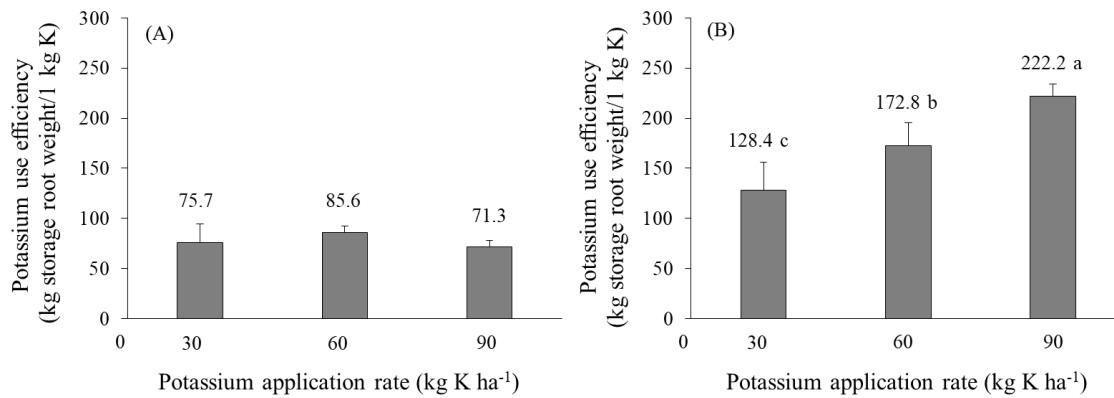 (A)
Potassium use efficiency
(kg storage root weight/1 kg K)
300
250
200
150
100
50
0
75.7
85.6
71.3
0
30
60
90
Potassium application rate (kg K ha⁻¹)
(B)
Potassium use efficiency
(kg storage root weight/1 kg K)
300
250
200
150
100
50
0
128.4 c
172.8 b
222.2 a
0
30
60
90
Potassium application rate (kg K ha⁻¹)